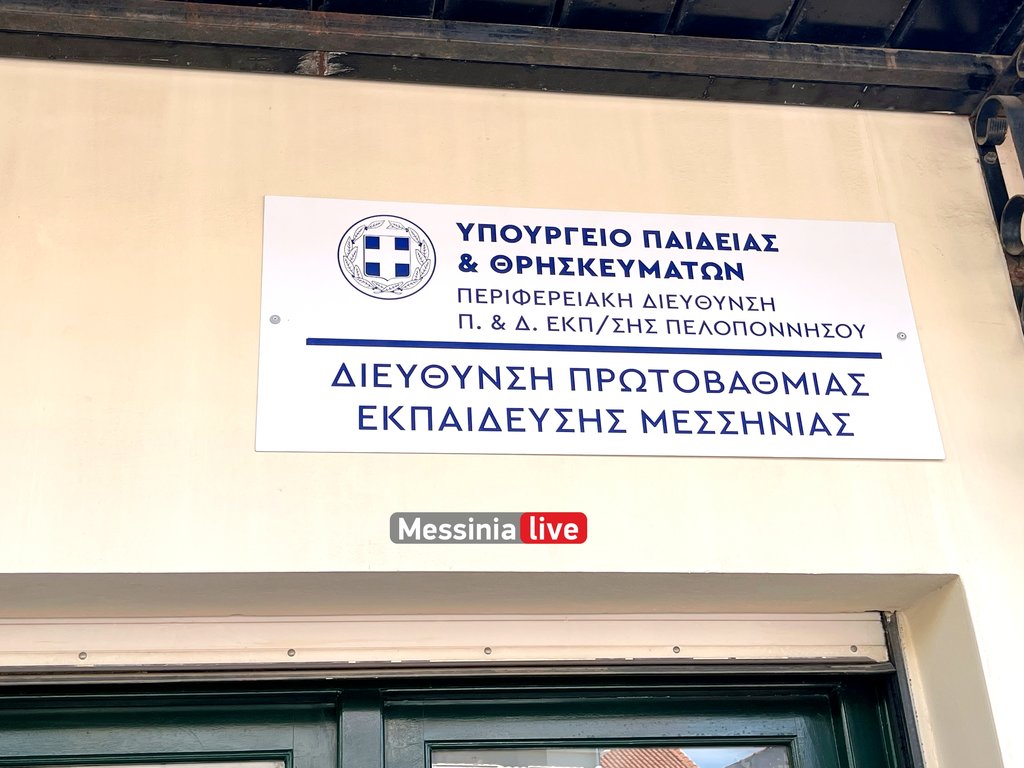 ΥΠΟΥΡΓΕΙΟ ΠΑΙΔΕΙΑΣ
& ΘΡΗΣΚΕΥΜΑΤΩΝ
ΠΕΡΙΦΕΡΕΙΑΚΗ ΔΙΕΥΘΥΝΣΗ
Π. & Δ. ΕΚΠ/ΣΗΣ ΠΕΛΟΠΟΝΝΗΣΟΥ
ΔΙΕΥΘΥΝΣΗ ΠΡΩΤΟΒΑΘΜΙΑΣ
ΕΚΠΑΙΔΕΥΣΗΣ ΜΕΣΣΗΝΙΑΣ
Messinia live